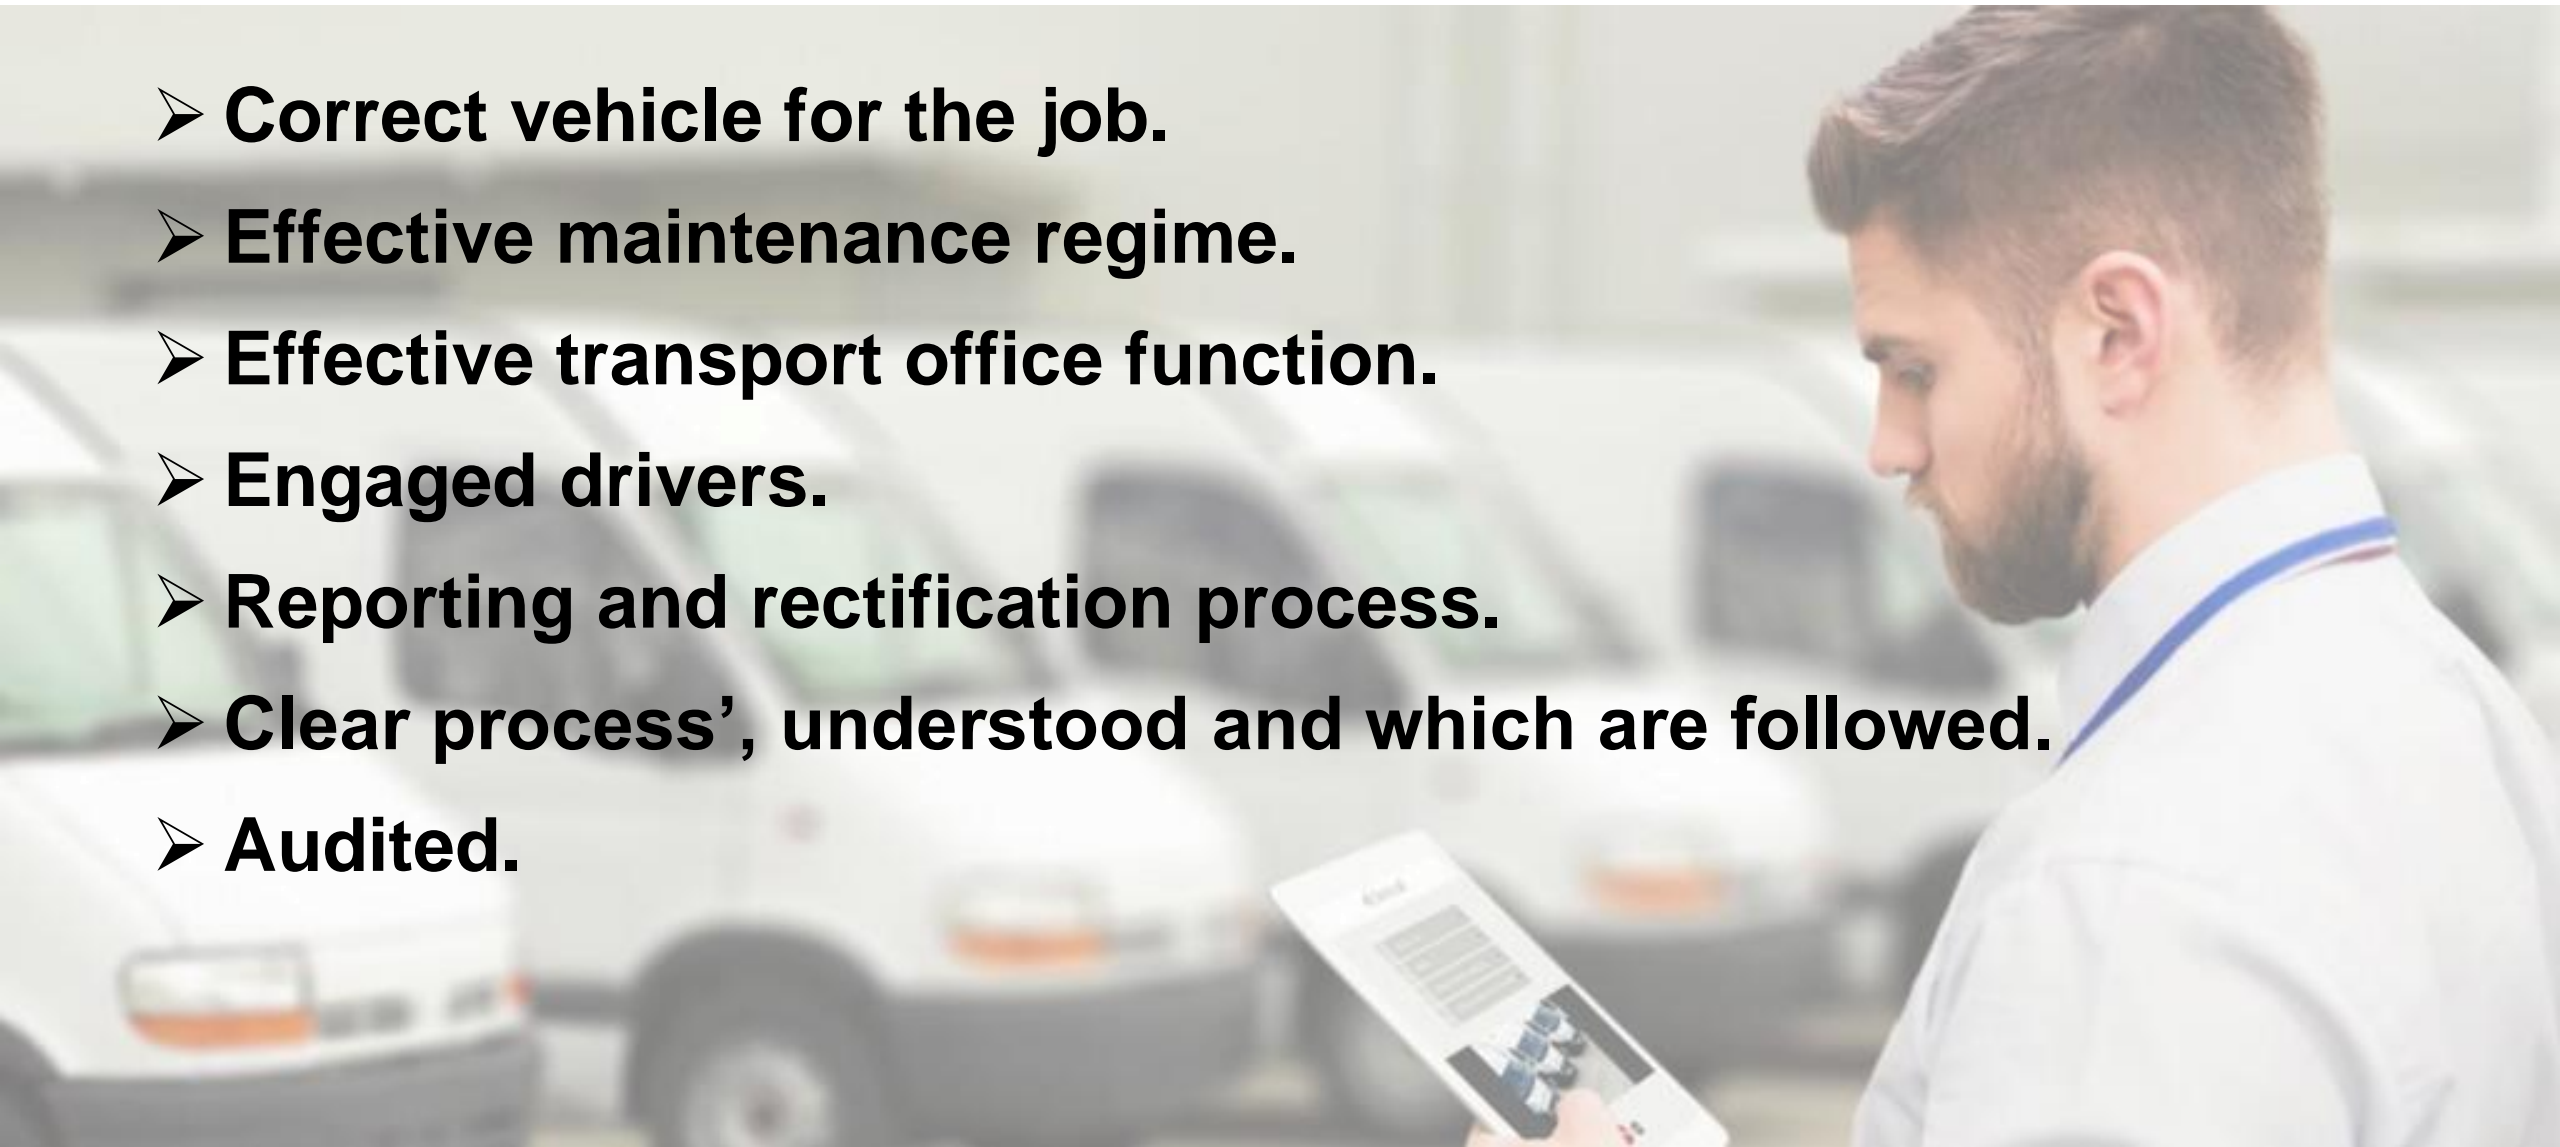 ➢ Correct vehicle for the job.
➢ Effective maintenance regime.
➢ Effective transport office function.
➢ Engaged drivers.
➢ Reporting and rectification process.
➢ Clear process’, understood and which are followed.
➢ Audited.